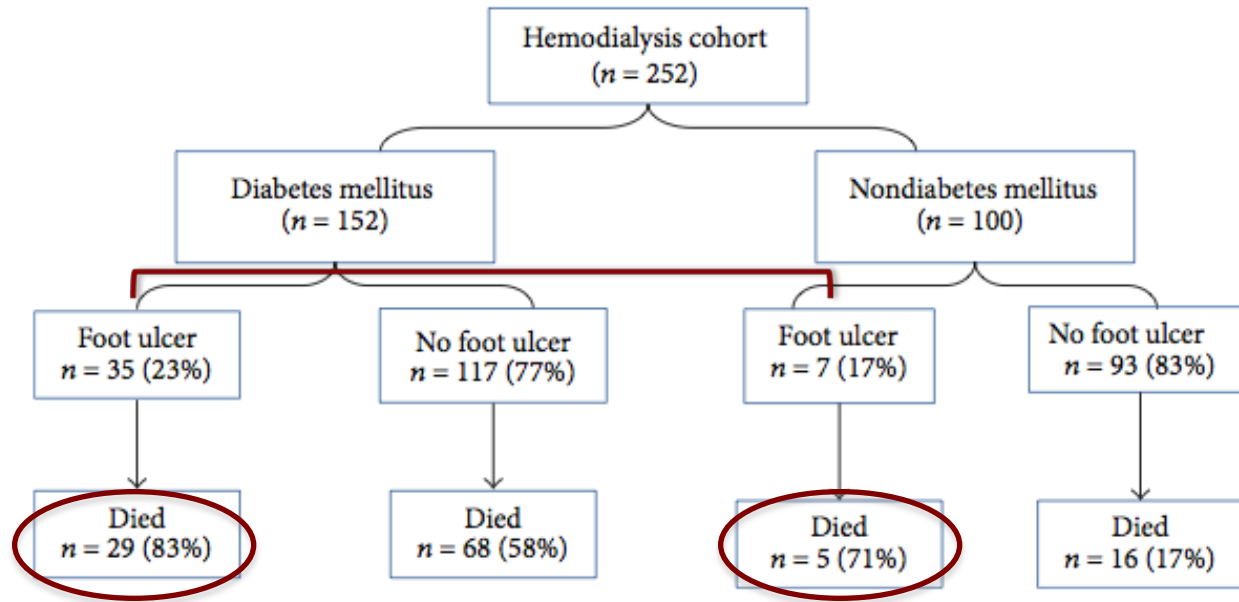 Hemodialysis cohort
(n = 252)
Diabetes mellitus
(n = 152)
Nondiabetes mellitus
(n = 100)
Foot ulcer
n = 35 (23%)
No foot ulcer
n = 117 (77%)
Foot ulcer
n = 7 (17%)
No foot ulcer
n = 93 (83%)
Died
n = 29 (83%)
Died
n = 68 (58%)
Died
n = 5 (71%)
Died
n = 16 (17%)